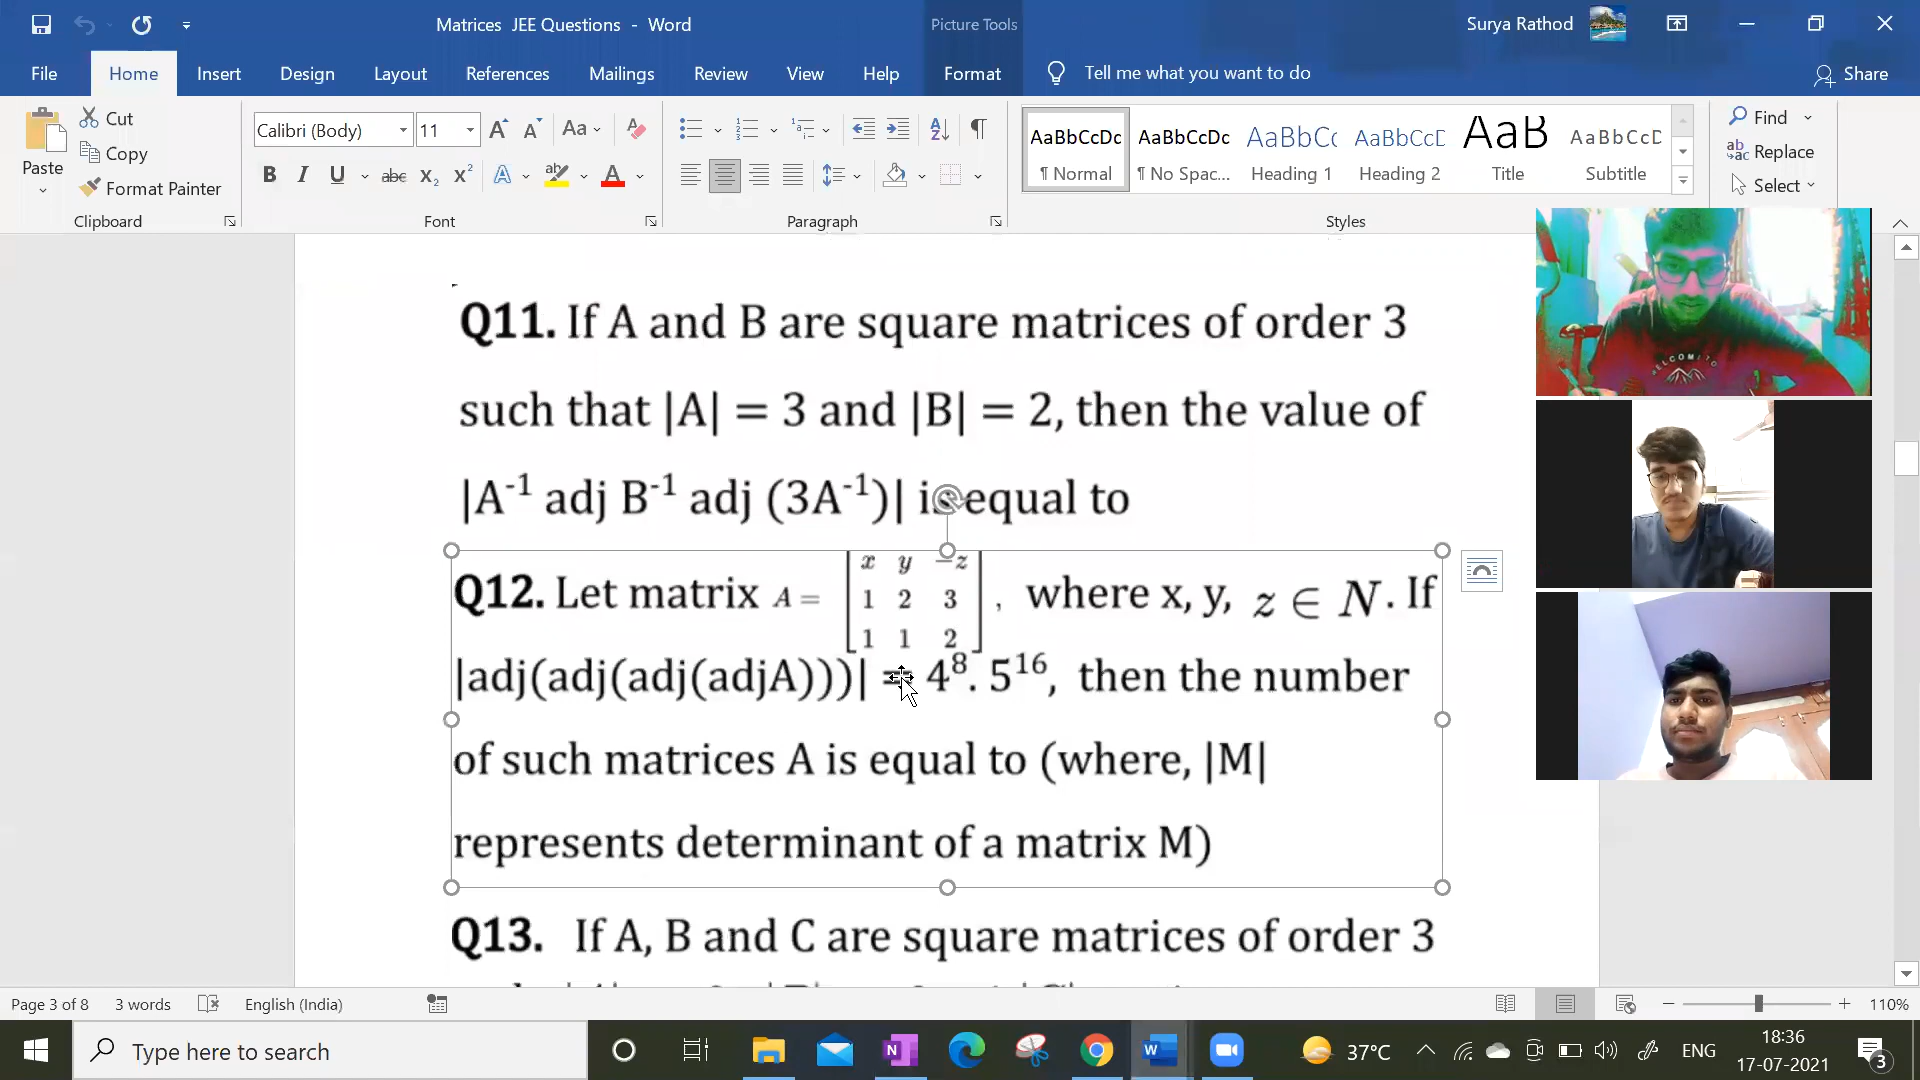 Matrices JEE Questions - Word
Picture Tools
Surya Rathod
File Home Insert Design Layout References Mailings Review View Help Format Tell me what you want to do Share
Paste
Cut
Copy
Format Painter
Clipboard
Calibri (Body) 11
Font
Paragraph
AaBbCcDc ¶ Normal
AaBbCcDc ¶ No Spac...
AaBbCc Heading 1
AaBbCcD Heading 2
AaB Title
AaBbCcD Subtitle
Styles
Find
Replace
Select
Q11. If A and B are square matrices of order 3
such that |A| = 3 and |B| = 2, then the value of
|A⁻¹ adj B⁻¹ adj (3A⁻¹)| is equal to
Q12. Let matrix A = [x y −z; 1 2 3; 1 1 2], where x, y, z ∈ N. If
|adj(adj(adj(adjA)))| = 4⁸. 5¹⁶, then the number
of such matrices A is equal to (where, |M|
represents determinant of a matrix M)
Q13. If A, B and C are square matrices of order 3
WELCOME TO
Page 3 of 8 3 words English (India) 110%
Type here to search
37°C ENG
18:36
17-07-2021
3